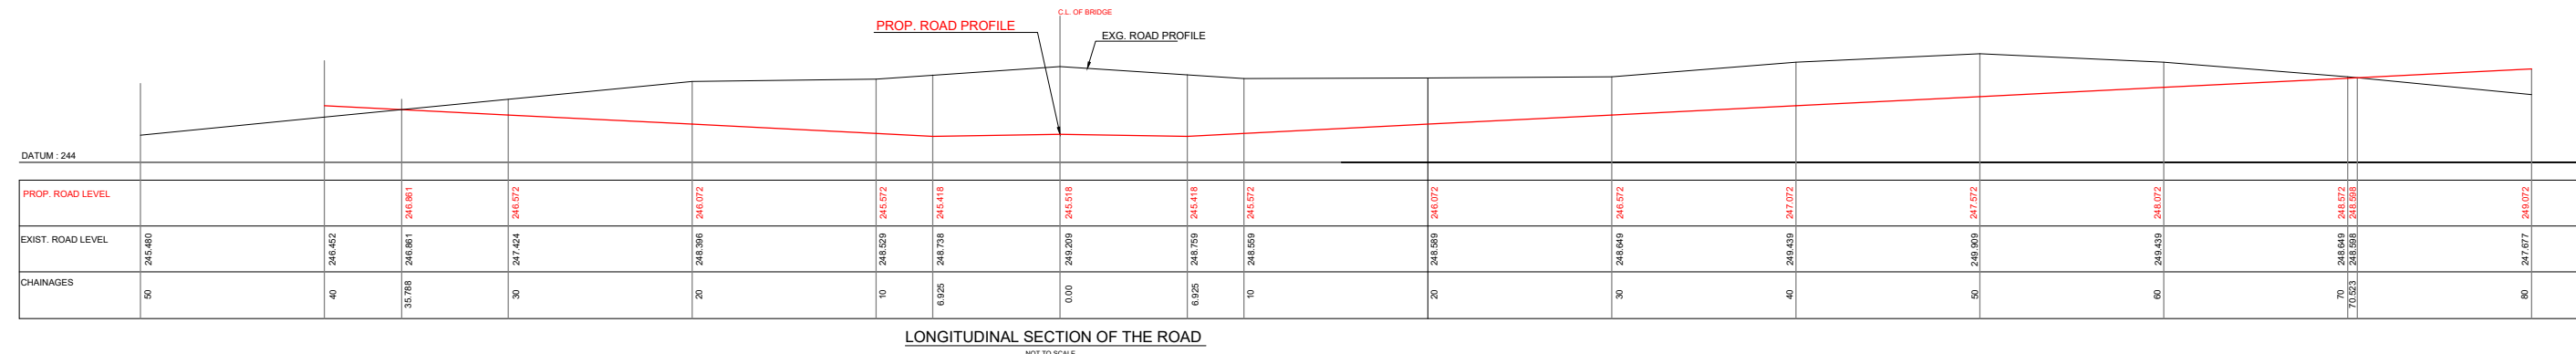 C.L. OF BRIDGE
PROP. ROAD PROFILE
EXG. ROAD PROFILE
DATUM : 244
PROP. ROAD LEVEL 246.861 246.572 246.072 245.572 245.418 245.518 245.418 245.572 246.072 246.572 247.072 247.572 248.072 248.572 248.598 249.072
EXIST. ROAD LEVEL 245.480 246.452 246.861 247.424 248.396 248.529 248.738 249.209 248.759 248.559 248.589 248.649 249.439 249.909 249.439 248.649 248.598 247.677
CHAINAGES 50 40 35.788 30 20 10 6.925 0.00 6.925 10 20 30 40 50 60 70 70.523 80
LONGITUDINAL SECTION OF THE ROAD
NOT TO SCALE